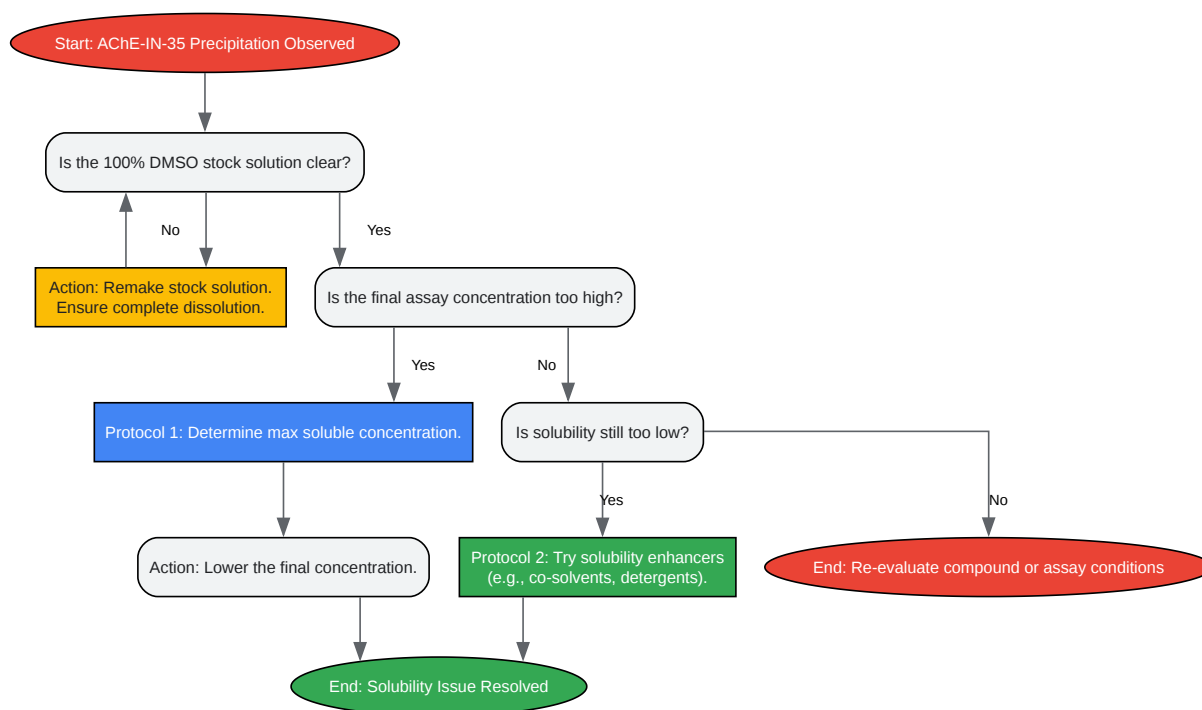 Start: AChE-IN-35 Precipitation Observed
Is the 100% DMSO stock solution clear?
No
Yes
Action: Remake stock solution.
Ensure complete dissolution.
Is the final assay concentration too high?
Yes
No
Protocol 1: Determine max soluble concentration.
Is solubility still too low?
Yes
No
Action: Lower the final concentration.
Protocol 2: Try solubility enhancers
(e.g., co-solvents, detergents).
End: Re-evaluate compound or assay conditions
End: Solubility Issue Resolved